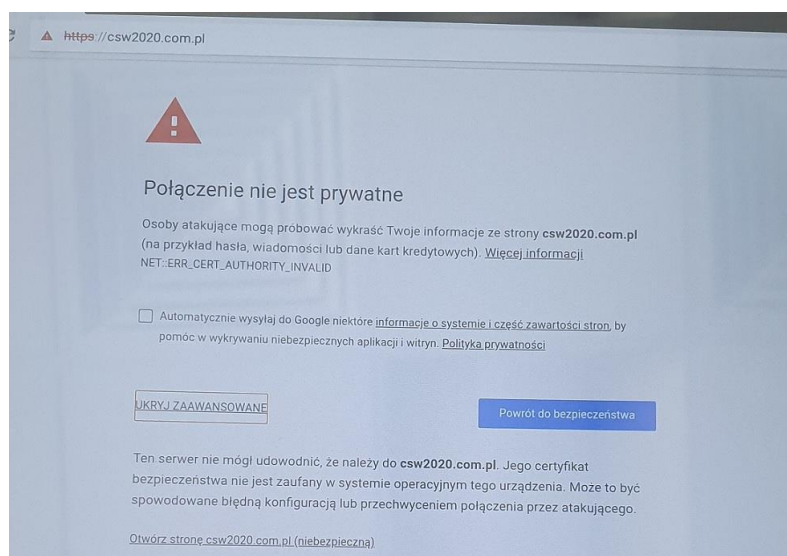 https://csw2020.com.pl
Połączenie nie jest prywatne
Osoby atakujące mogą próbować wykraść Twoje informacje ze strony csw2020.com.pl
(na przykład hasła, wiadomości lub dane kart kredytowych). Więcej informacji
NET::ERR_CERT_AUTHORITY_INVALID
Automatycznie wysyłaj do Google niektóre informacje o systemie i część zawartości stron, by
pomóc w wykrywaniu niebezpiecznych aplikacji i witryn. Polityka prywatności
UKRYJ ZAAWANSOWANE
Powrót do bezpieczeństwa
Ten serwer nie mógł udowodnić, że należy do csw2020.com.pl. Jego certyfikat
bezpieczeństwa nie jest zaufany w systemie operacyjnym tego urządzenia. Może to być
spowodowane błędną konfiguracją lub przechwyceniem połączenia przez atakującego.
Otwórz stronę csw2020.com.pl (niebezpieczną)